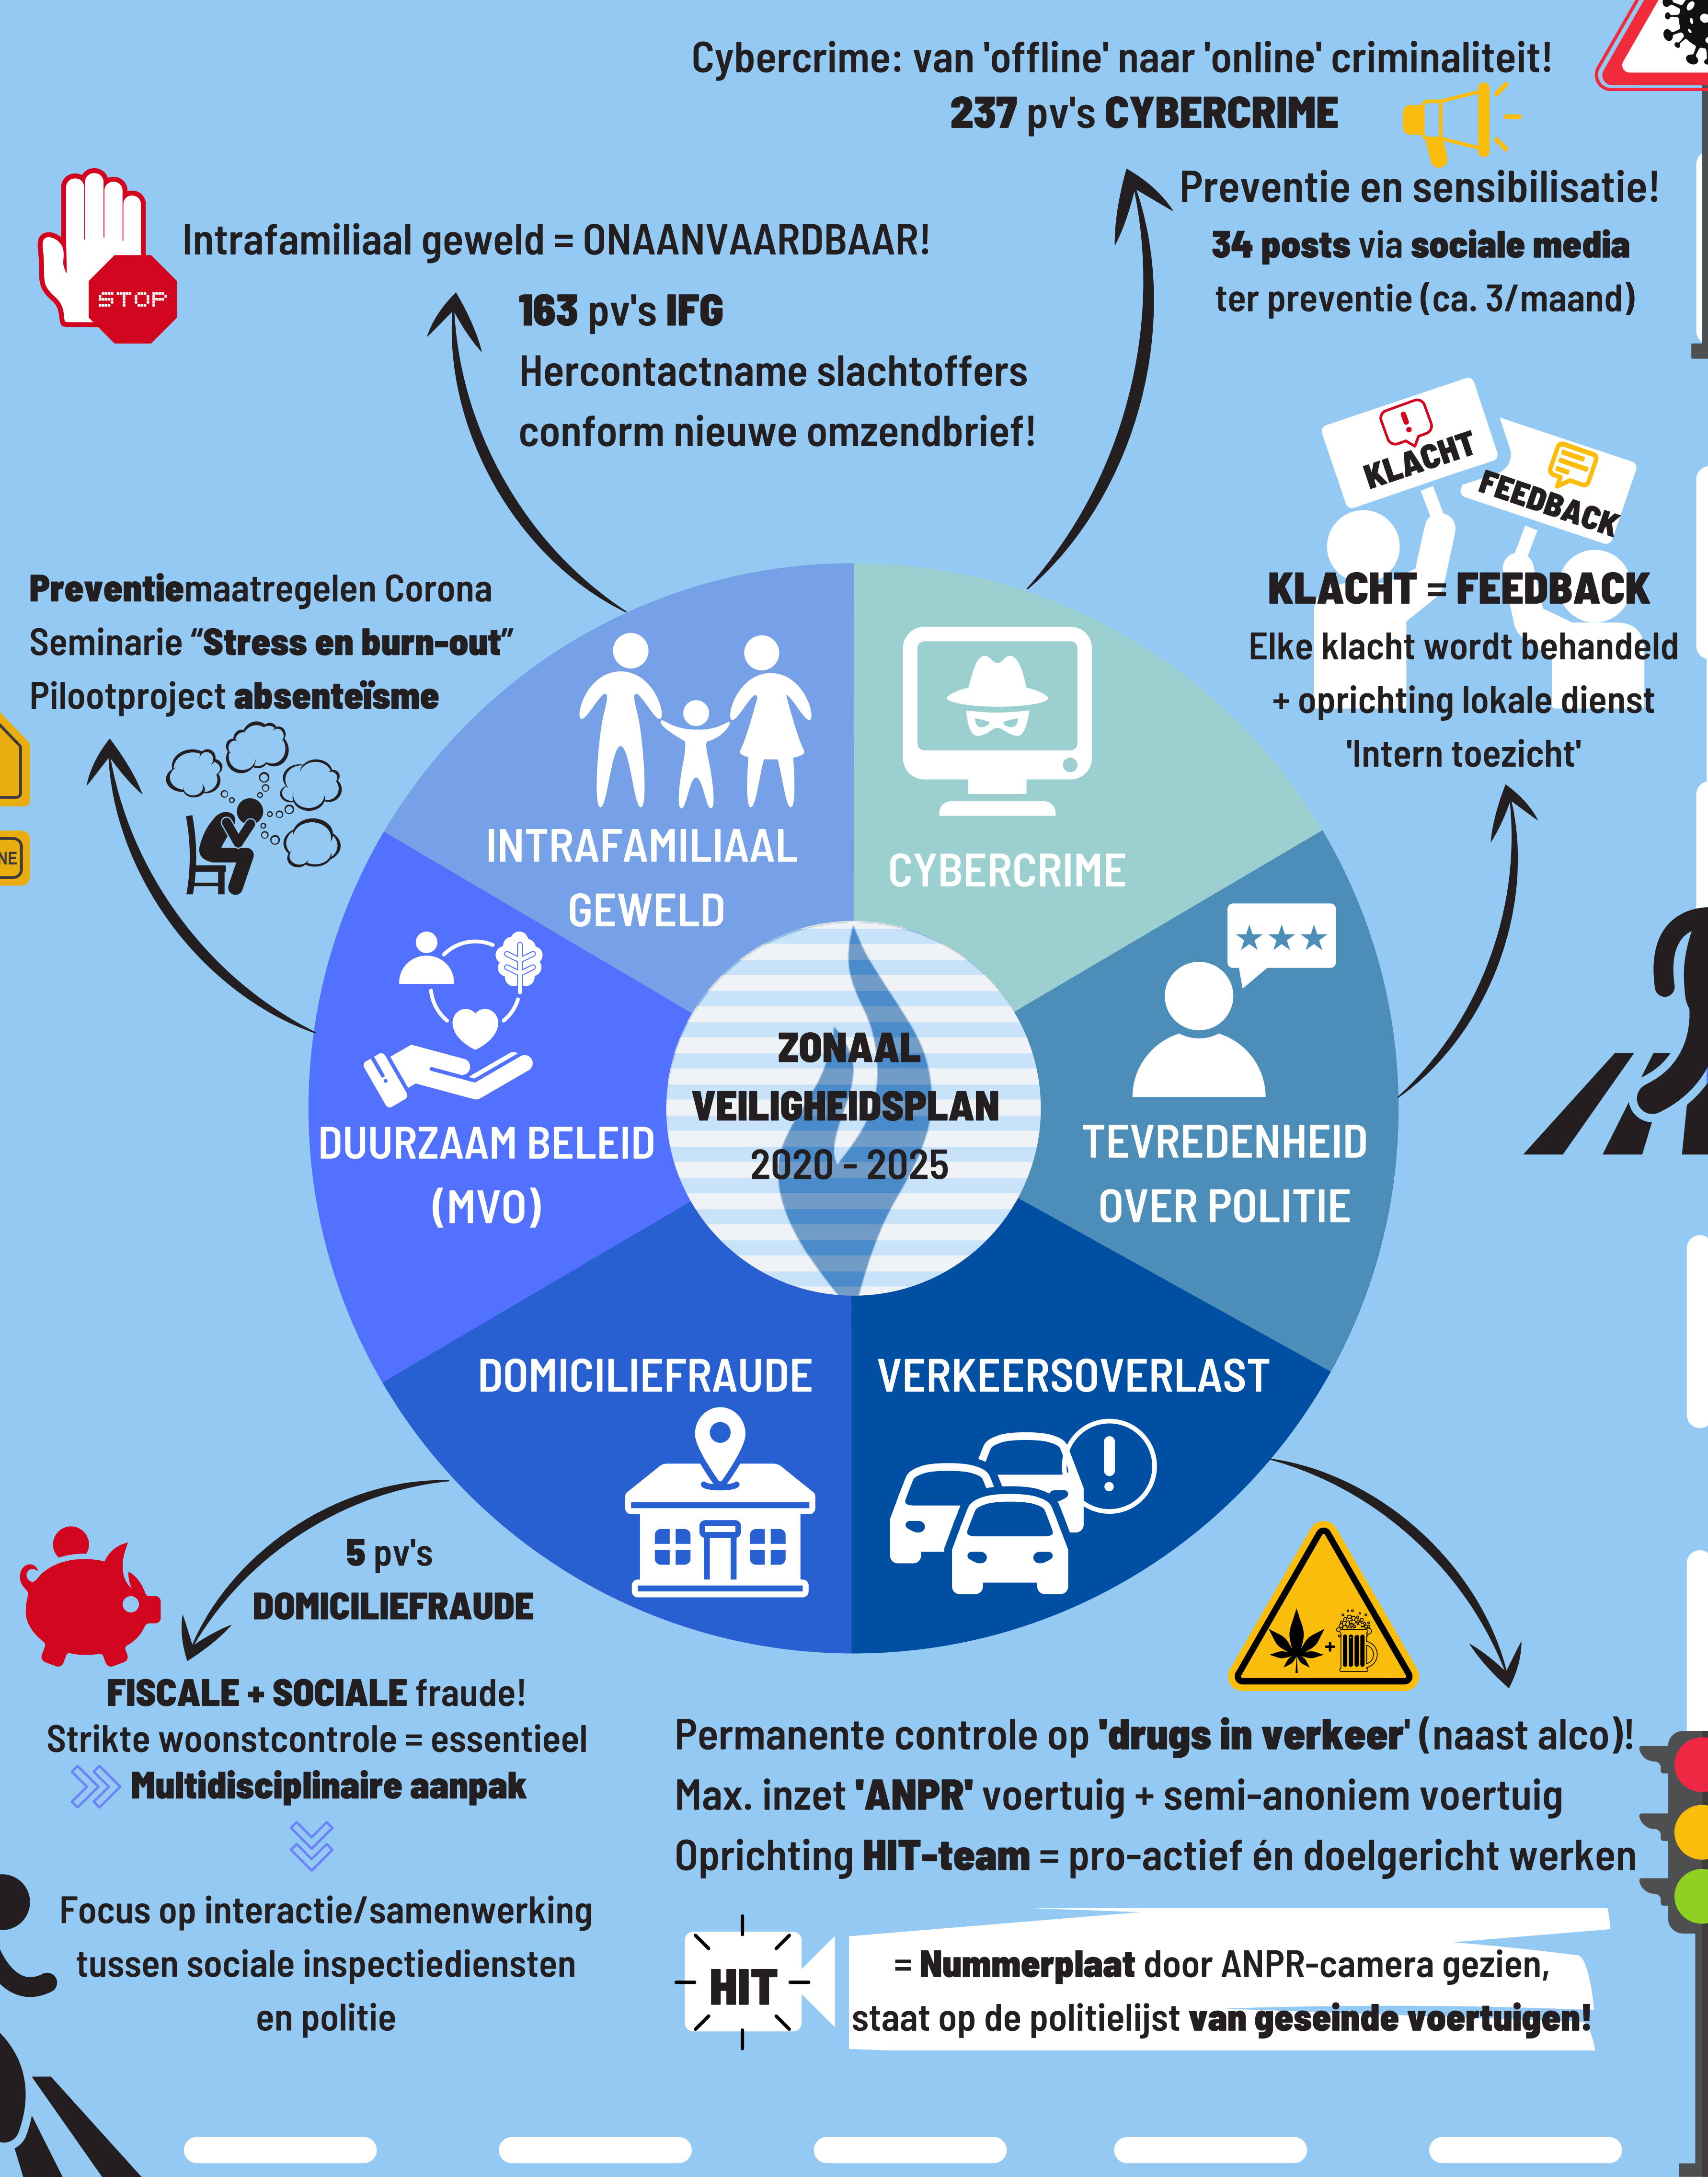 Cybercrime: van 'offline' naar 'online' criminaliteit!
237 pv's CYBERCRIME
Preventie en sensibilisatie!
34 posts via sociale media
ter preventie (ca. 3/maand)
STOP
Intrafamiliaal geweld = ONAANVAARDBAAR!
163 pv's IFG
Hercontactname slachtoffers
conform nieuwe omzendbrief!
KLACHT
FEEDBACK
KLACHT = FEEDBACK
Elke klacht wordt behandeld
+ oprichting lokale dienst
'Intern toezicht'
Preventiemaatregelen Corona
Seminarie “Stress en burn-out”
Pilootproject absenteïsme
NE
INTRAFAMILIAAL
GEWELD
CYBERCRIME
DUURZAAM BELEID
(MVO)
ZONAAL
VEILIGHEIDSPLAN
2020 - 2025
TEVREDENHEID
OVER POLITIE
DOMICILIEFRAUDE
VERKEERSOVERLAST
5 pv's
DOMICILIEFRAUDE
FISCALE + SOCIALE fraude!
Strikte woonstcontrole = essentieel
Multidisciplinaire aanpak
Focus op interactie/samenwerking
tussen sociale inspectiediensten
en politie
+
Permanente controle op 'drugs in verkeer' (naast alco)!
Max. inzet 'ANPR' voertuig + semi-anoniem voertuig
Oprichting HIT-team = pro-actief én doelgericht werken
HIT
= Nummerplaat door ANPR-camera gezien,
staat op de politielijst van geseinde voertuigen!